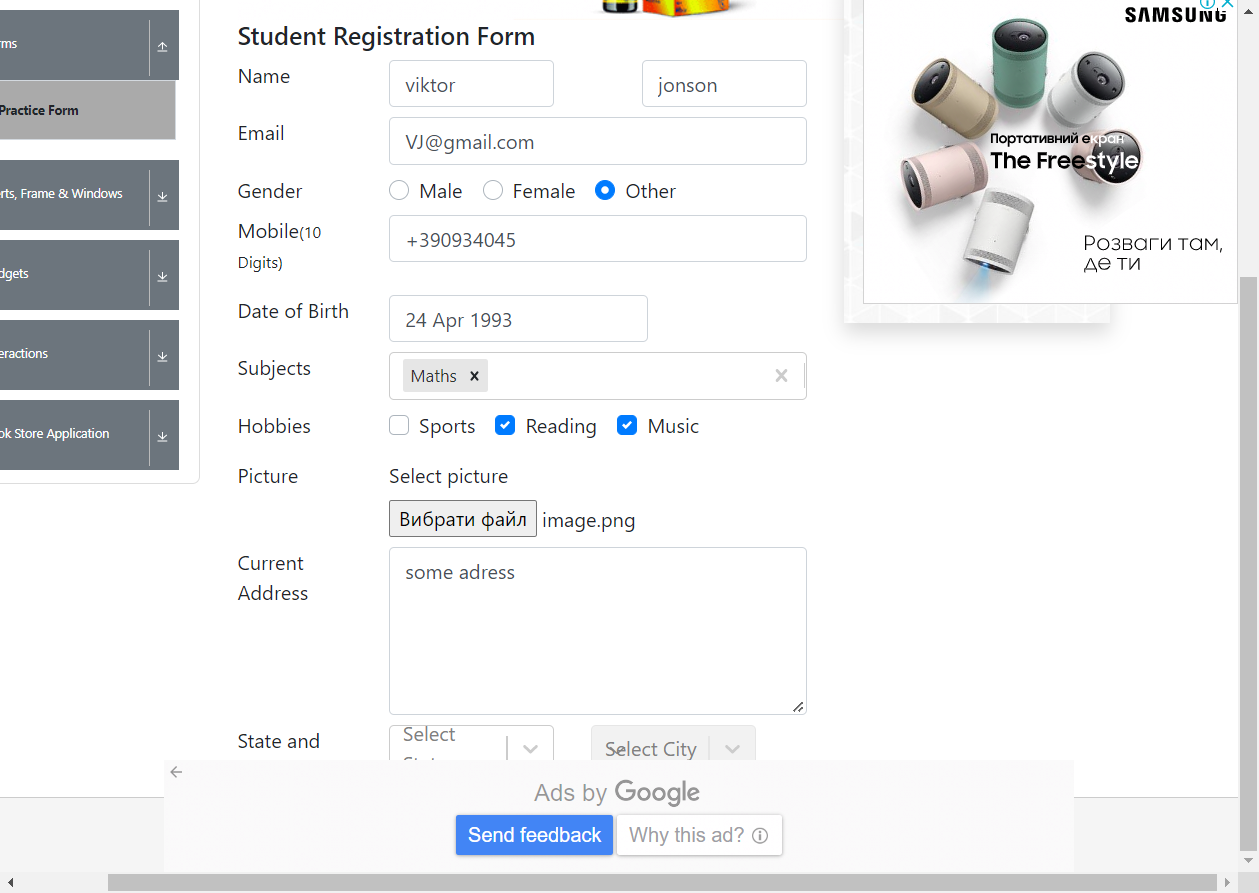 rms
Practice Form
rts, Frame & Windows
dgets
eractions
ok Store Application
Student Registration Form
Name
viktor
jonson
Email
VJ@gmail.com
Gender
Male
Female
Other
Mobile(10
Digits)
+390934045
Date of Birth
24 Apr 1993
Subjects
Maths
Hobbies
Sports
Reading
Music
Picture
Select picture
Вибрати файл
image.png
Current
Address
some adress
State and
Select
Select City
SAMSUNG
Портативний екран
The Freestyle
Розваги там,
де ти
Ads by Google
Send feedback
Why this ad?